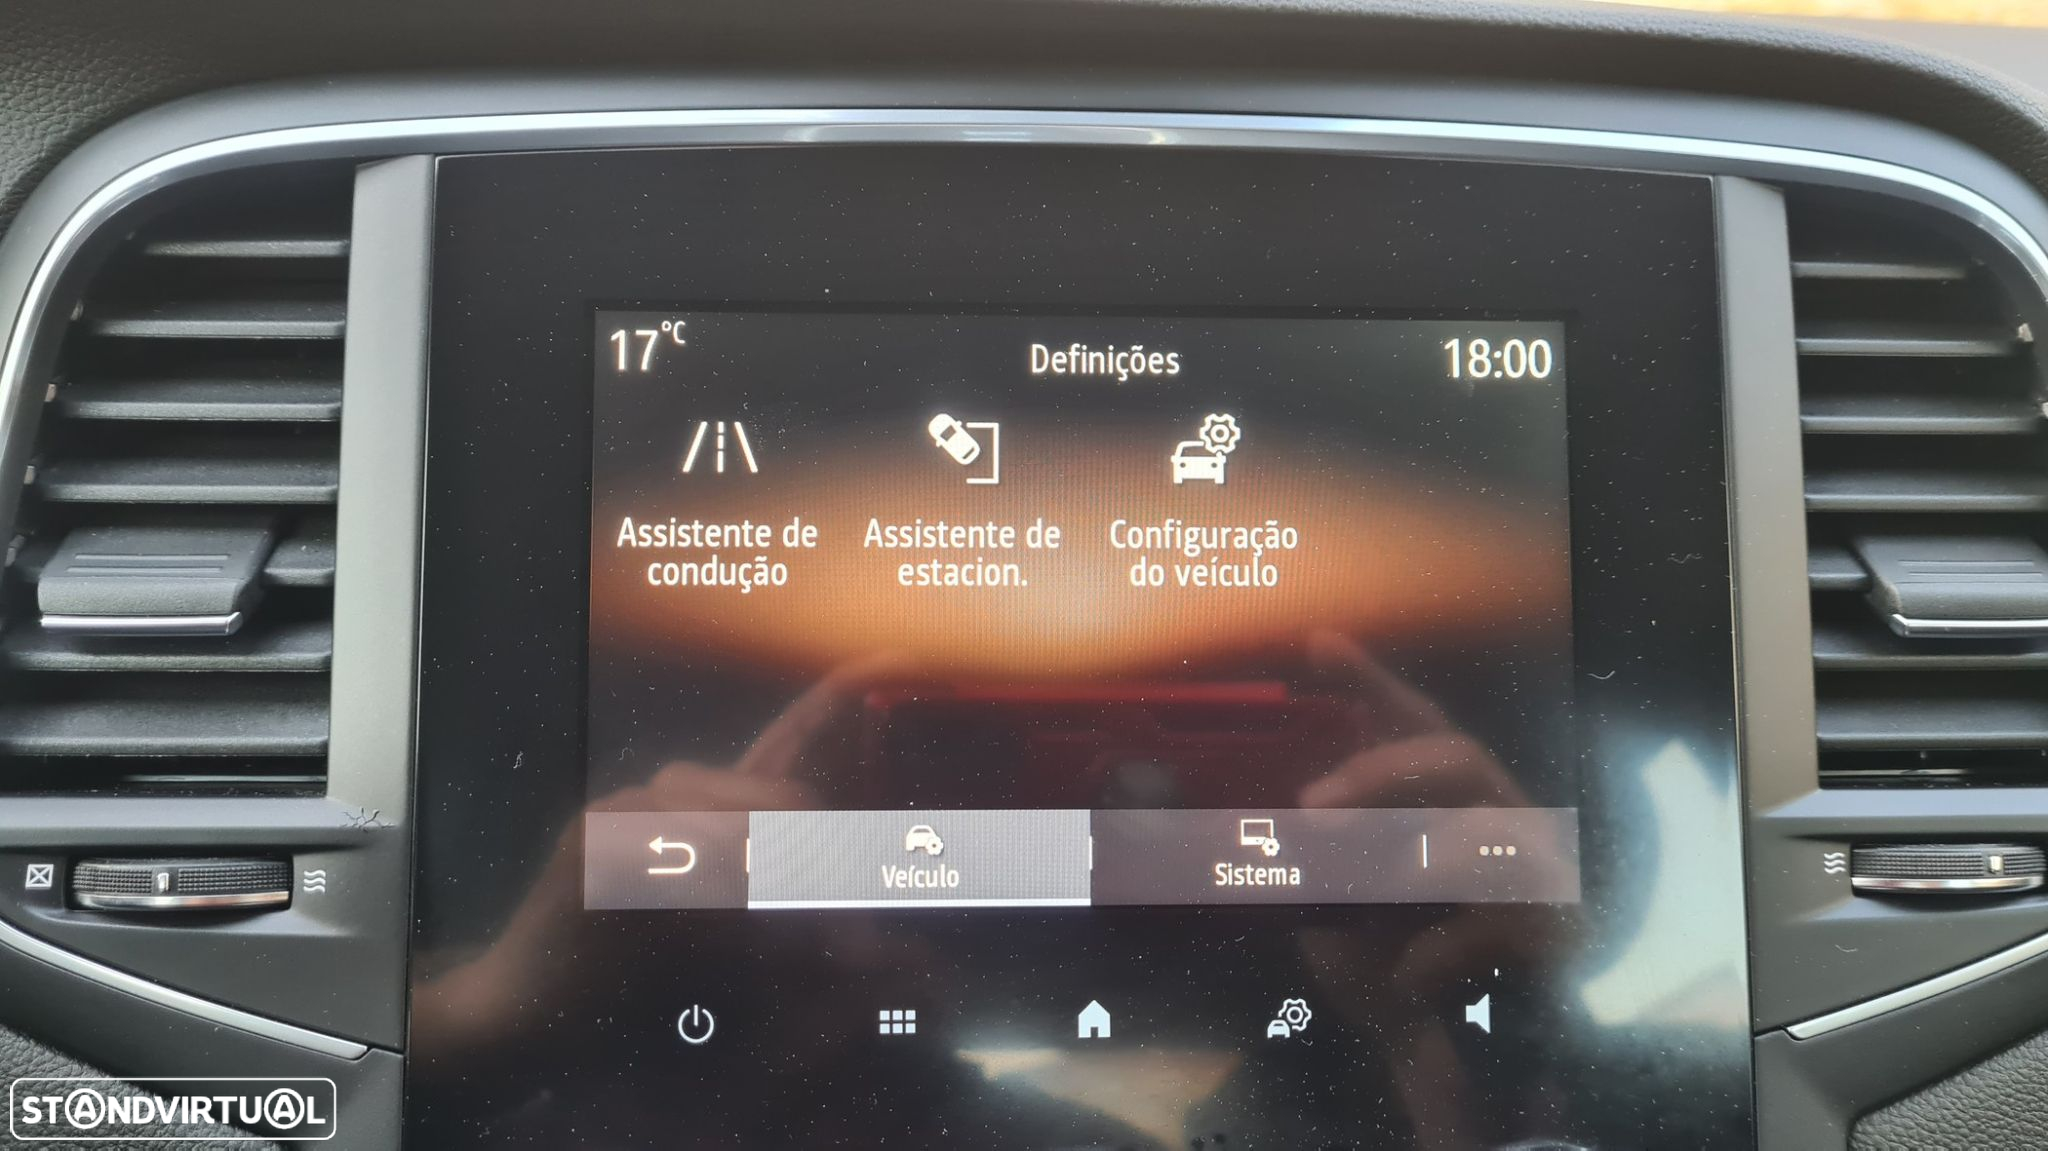 17°C
Definições
18:00
Assistente de
condução
Assistente de
estacion.
Configuração
do veículo
Veículo
Sistema
STANDVIRTUAL